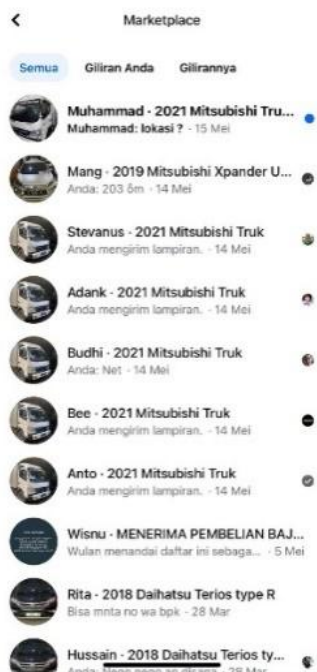 Marketplace
Semua Giliran Anda Gilirannya
Muhammad · 2021 Mitsubishi Tru...
Muhammad: lokasi ? · 15 Mei
Mang · 2019 Mitsubishi Xpander U...
Anda: 203 ôm · 14 Mei
Stevanus · 2021 Mitsubishi Truk
Anda mengirim lampiran. · 14 Mei
Adank · 2021 Mitsubishi Truk
Anda mengirim lampiran. · 14 Mei
Budhi · 2021 Mitsubishi Truk
Anda: Net · 14 Mei
Bee · 2021 Mitsubishi Truk
Anda mengirim lampiran. · 14 Mei
Anto · 2021 Mitsubishi Truk
Anda mengirim lampiran. · 14 Mei
Wisnu · MENERIMA PEMBELIAN BAJ...
Wulan menandai daftar ini sebaga... · 5 Mei
Rita · 2018 Daihatsu Terios type R
Bisa mnta no wa bpk · 28 Mar
Hussain · 2018 Daihatsu Terios ty...
Anda: · 28 Mar